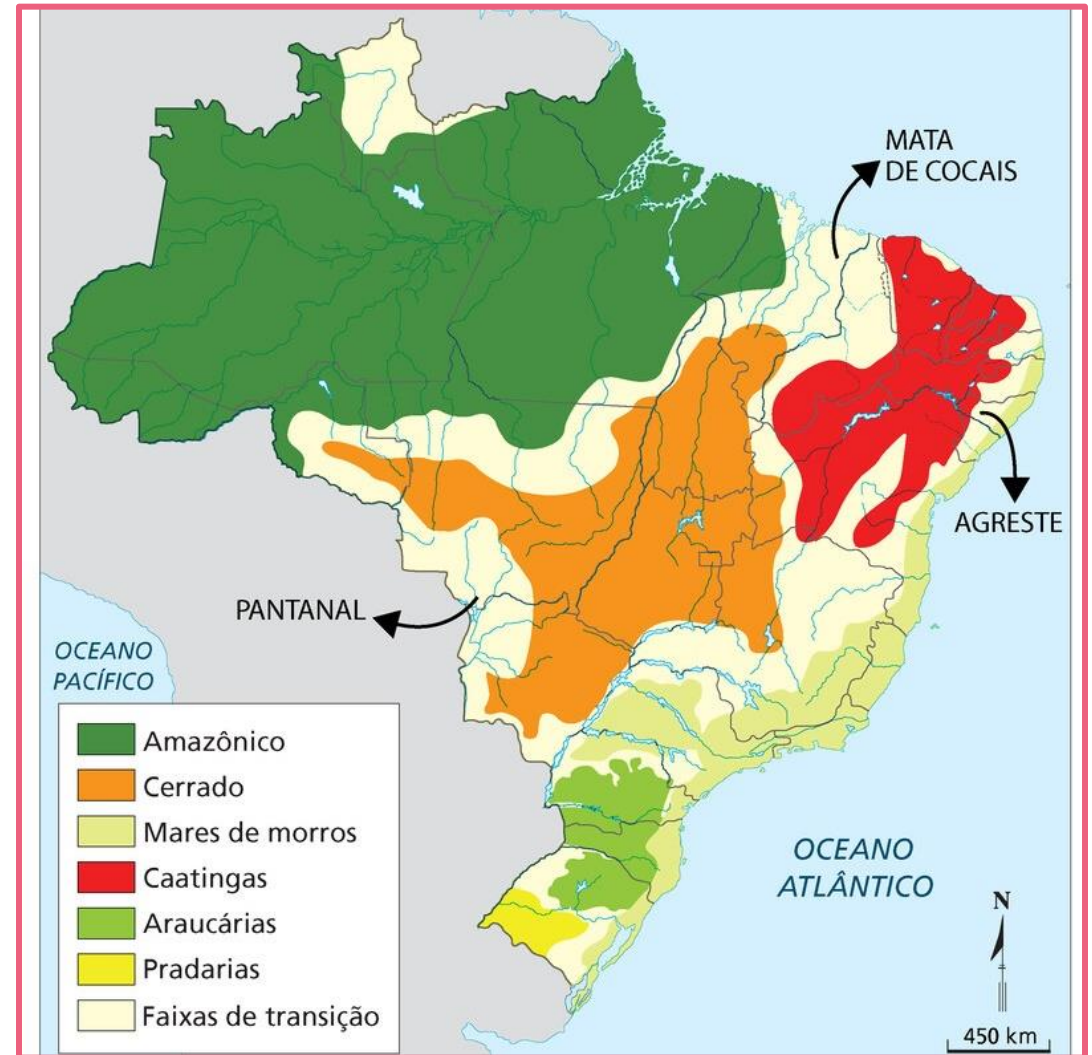 MATA
DE COCAIS
AGRESTE
PANTANAL
OCEANO
PACÍFICO
Amazônico
Cerrado
Mares de morros
Caatingas
Araucárias
Pradarias
Faixas de transição
OCEANO
ATLÂNTICO
N
450 km